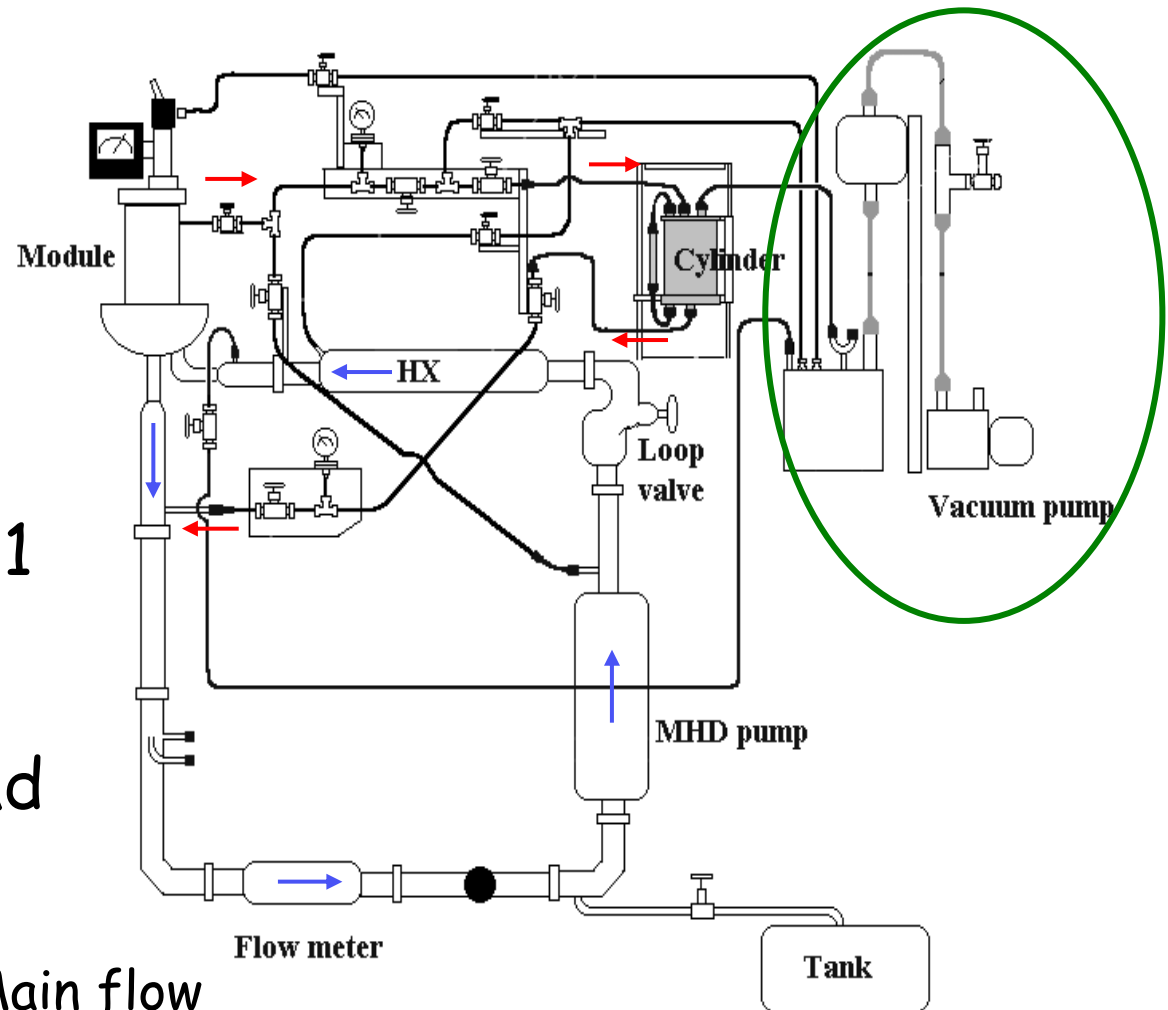 Module
Cylinder
HX
Loop
valve
Vacuum pump
1
MHD pump
d
Flow meter
Tank
Main flow